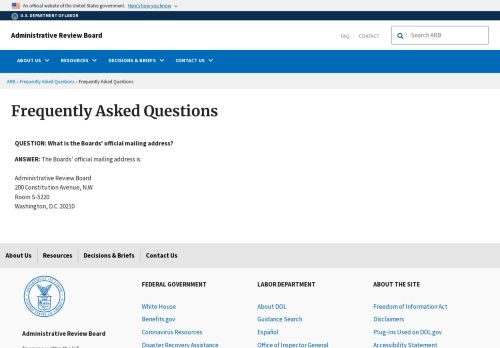 An official website of the United States government. Here's how you know
U.S. DEPARTMENT OF LABOR
Administrative Review Board
FAQ CONTACT
Search ARB
ABOUT US RESOURCES DECISIONS & BRIEFS CONTACT US
ARB › Frequently Asked Questions › Frequently Asked Questions
Frequently Asked Questions
QUESTION: What is the Boards' official mailing address?
ANSWER: The Boards' official mailing address is:
Administrative Review Board
200 Constitution Avenue, N.W.
Room S-5220
Washington, D.C. 20210
About Us Resources Decisions & Briefs Contact Us
FEDERAL GOVERNMENT
White House
Benefits.gov
Coronavirus Resources
Disaster Recovery Assistance
LABOR DEPARTMENT
About DOL
Guidance Search
Español
Office of Inspector General
ABOUT THE SITE
Freedom of Information Act
Disclaimers
Plug-Ins Used on DOL.gov
Accessibility Statement
Administrative Review Board